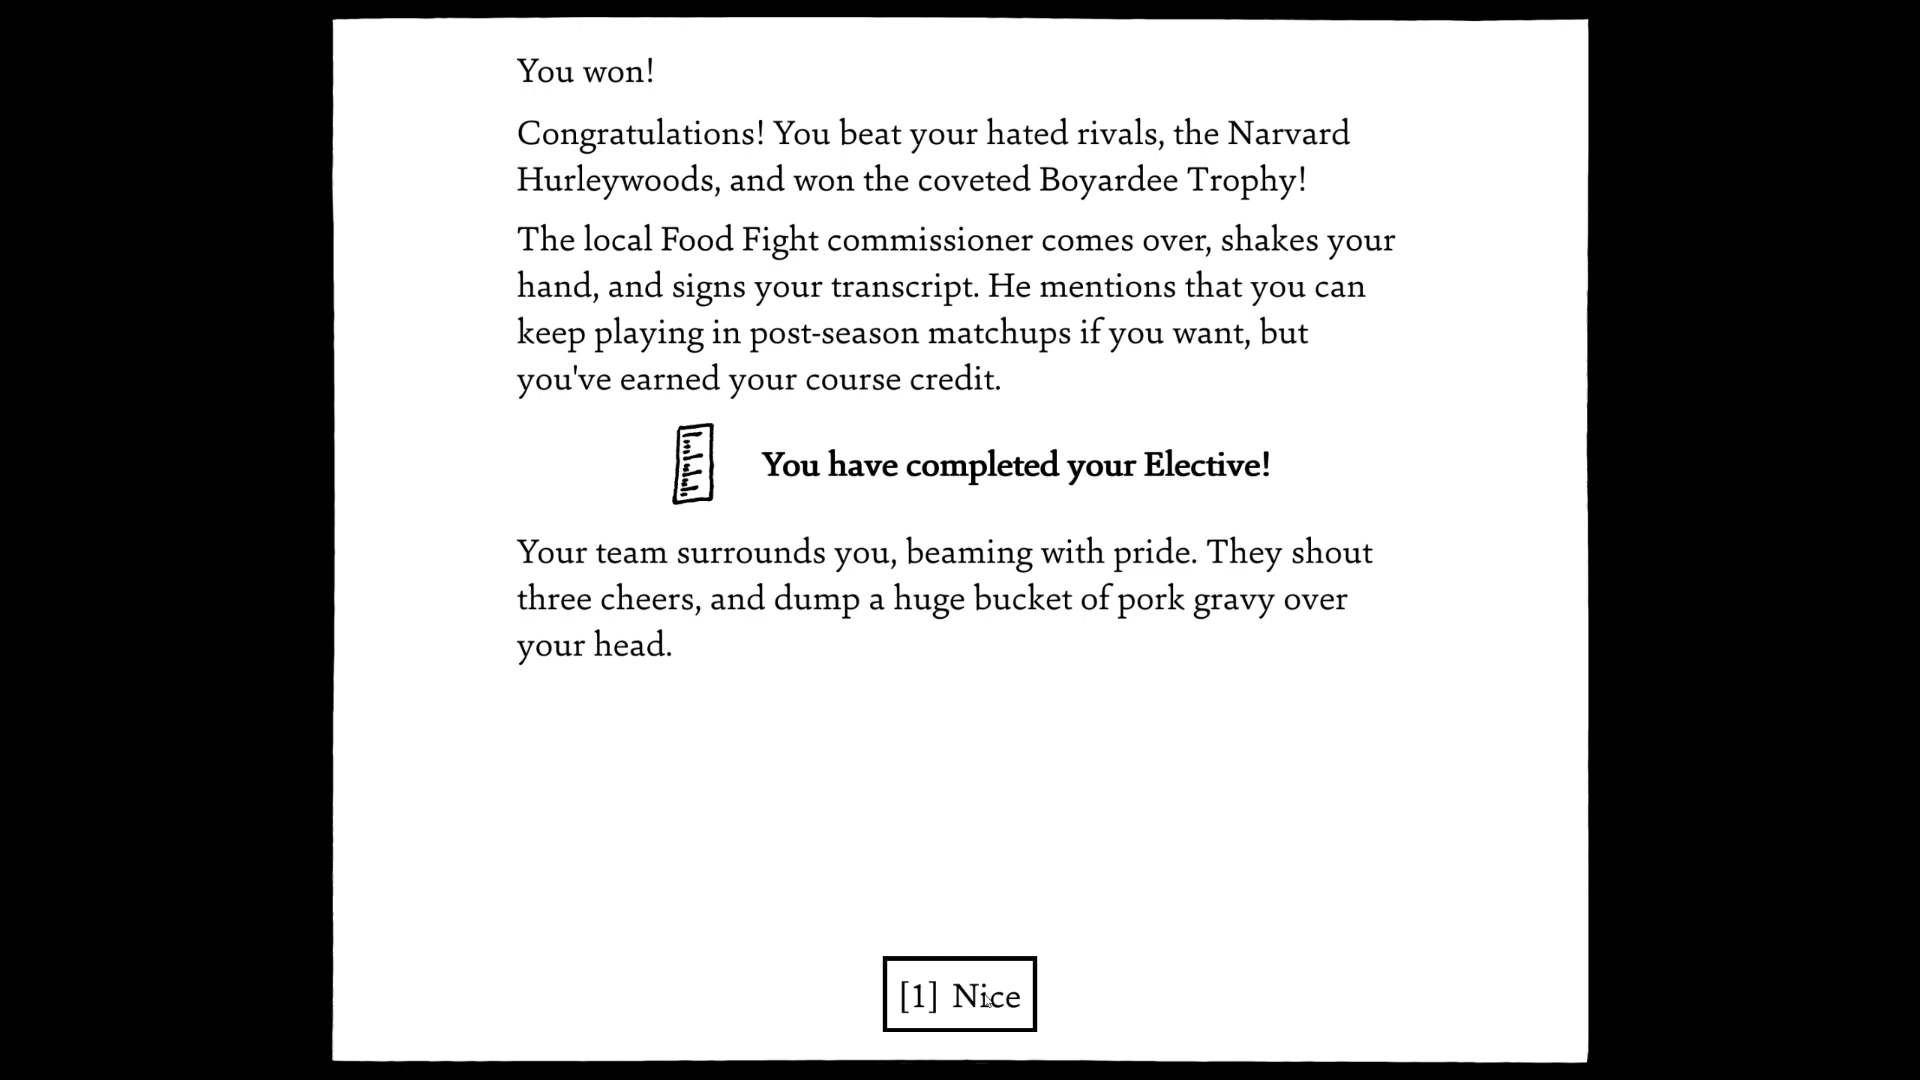 You won!
Congratulations! You beat your hated rivals, the Narvard
Hurleywoods, and won the coveted Boyardee Trophy!
The local Food Fight commissioner comes over, shakes your
hand, and signs your transcript. He mentions that you can
keep playing in post-season matchups if you want, but
you've earned your course credit.
You have completed your Elective!
Your team surrounds you, beaming with pride. They shout
three cheers, and dump a huge bucket of pork gravy over
your head.
[1] Nice